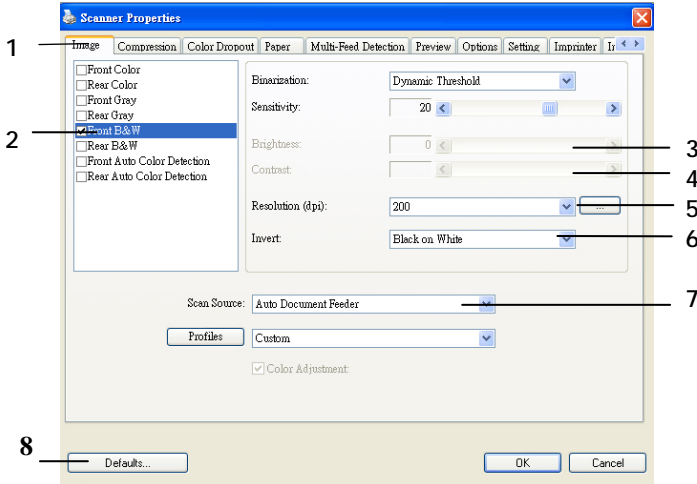 Scanner Properties
1 Image Compression Color Dropout Paper Multi-Feed Detection Preview Options Setting Imprinter
Front Color
Rear Color
Front Gray
Rear Gray
2 Front B&W
Rear B&W
Front Auto Color Detection
Rear Auto Color Detection
Binarization: Dynamic Threshold
Sensitivity: 20
Brightness: 0 3
Contrast: 4
Resolution (dpi): 200 ... 5
Invert: Black on White 6
Scan Source: Auto Document Feeder 7
Profiles Custom
Color Adjustment:
8 Defaults... OK Cancel